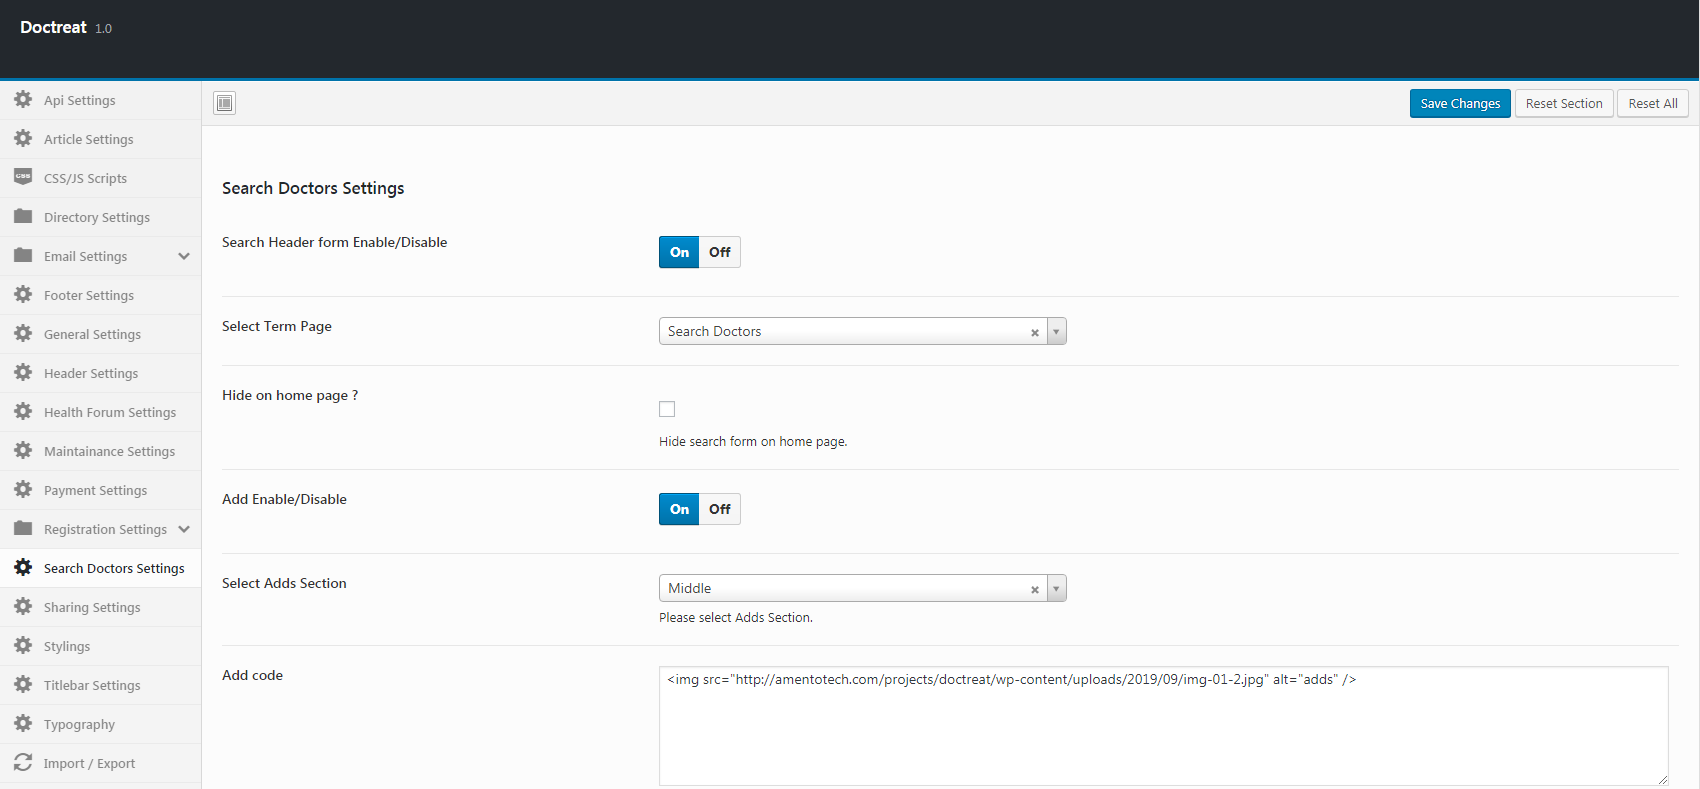 Doctreat 1.0
Save Changes Reset Section Reset All
Api Settings
Article Settings
CSS CSS/JS Scripts
Directory Settings
Email Settings
Footer Settings
General Settings
Header Settings
Health Forum Settings
Maintainance Settings
Payment Settings
Registration Settings
Search Doctors Settings
Sharing Settings
Stylings
Titlebar Settings
Typography
Import / Export
Search Doctors Settings
Search Header form Enable/Disable
On Off
Select Term Page
Search Doctors ×
Hide on home page ?
Hide search form on home page.
Add Enable/Disable
On Off
Select Adds Section
Middle ×
Please select Adds Section.
Add code
<img src="http://amentotech.com/projects/doctreat/wp-content/uploads/2019/09/img-01-2.jpg" alt="adds" />